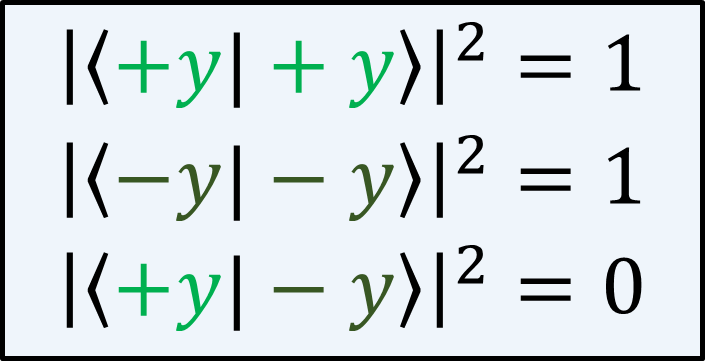 |⟨+y|+y⟩|² = 1
|⟨−y|−y⟩|² = 1
|⟨+y|−y⟩|² = 0